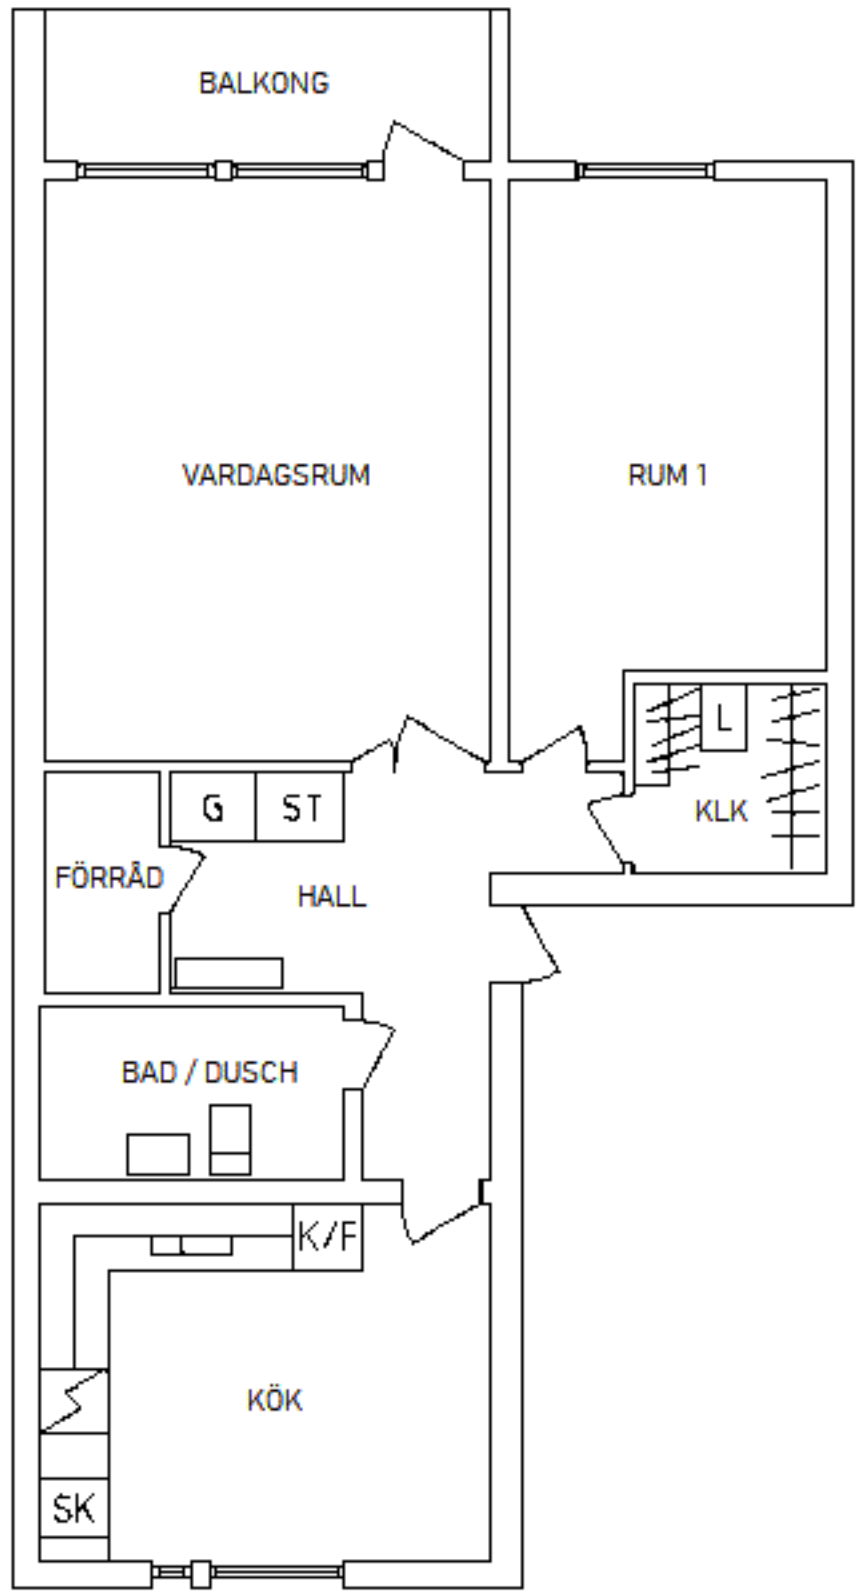 BALKONG
VARDAGSRUM
RUM 1
L
G
ST
KLK
FÖRRÅD
HALL
BAD / DUSCH
K/F
KÖK
SK